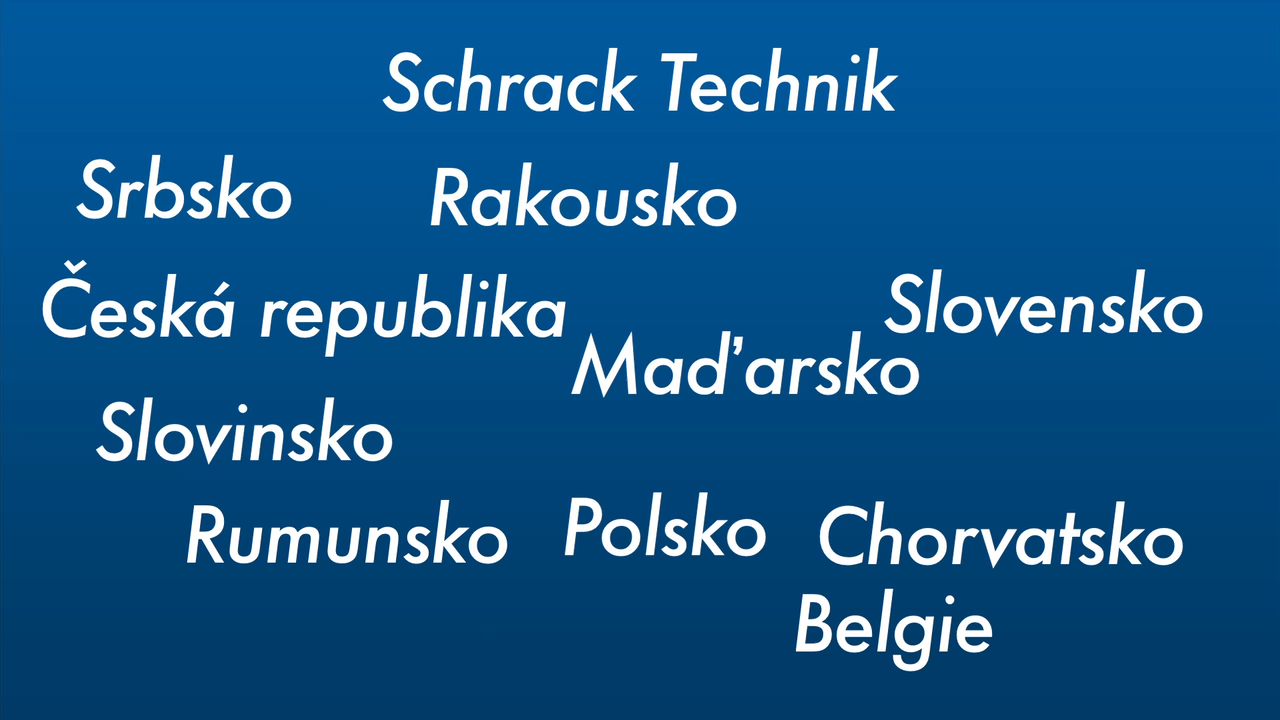 Schrack Technik
Srbsko
Rakousko
Česká republika
Slovensko
Maďarsko
Slovinsko
Rumunsko
Polsko
Chorvatsko
Belgie